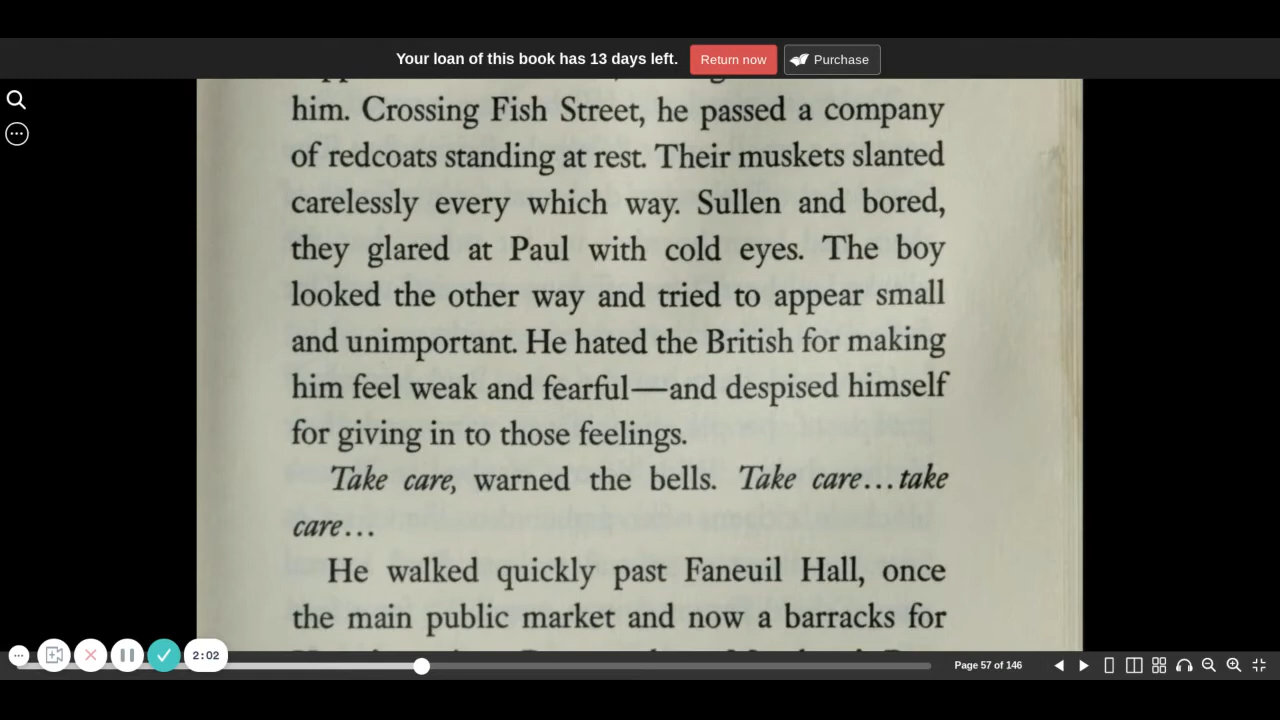 Your loan of this book has 13 days left. Return now Purchase
him. Crossing Fish Street, he passed a company
of redcoats standing at rest. Their muskets slanted
carelessly every which way. Sullen and bored,
they glared at Paul with cold eyes. The boy
looked the other way and tried to appear small
and unimportant. He hated the British for making
him feel weak and fearful—and despised himself
for giving in to those feelings.
Take care, warned the bells. Take care...take
care...
He walked quickly past Faneuil Hall, once
the main public market and now a barracks for
2:02
Page 57 of 146